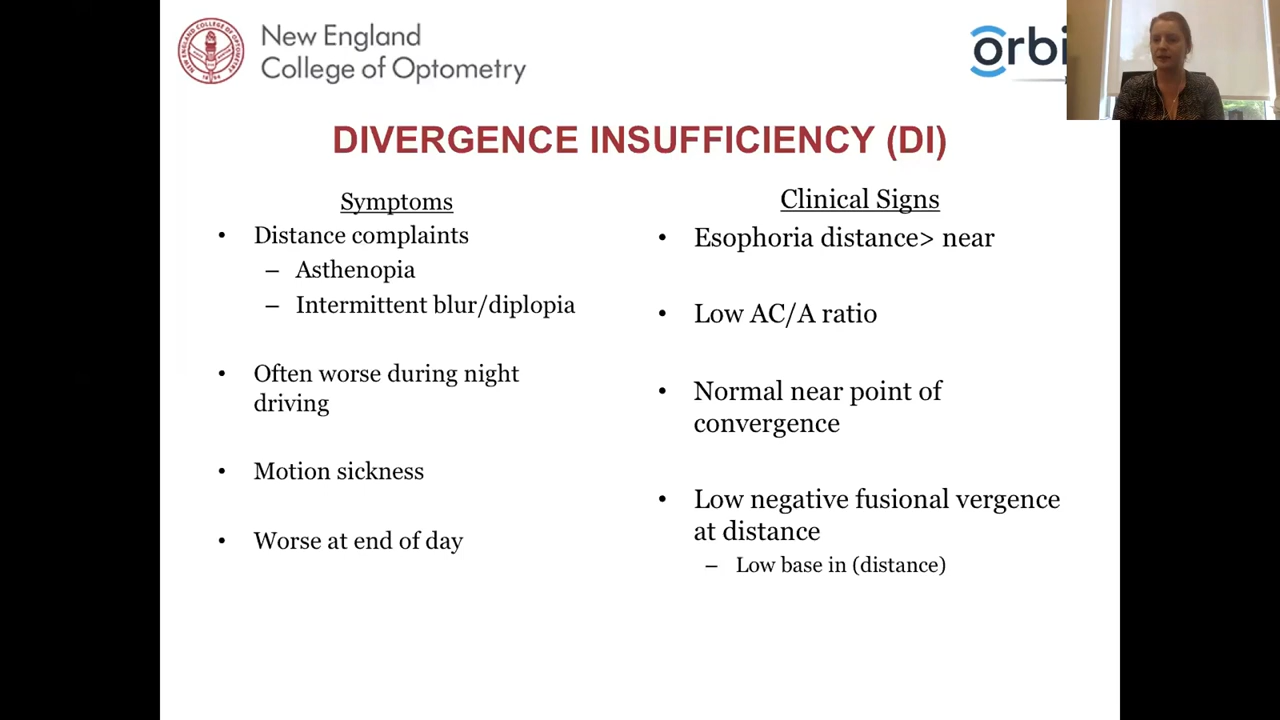 New England
College of Optometry
orbi
DIVERGENCE INSUFFICIENCY (DI)
Symptoms
• Distance complaints
– Asthenopia
– Intermittent blur/diplopia
• Often worse during night
driving
• Motion sickness
• Worse at end of day
Clinical Signs
• Esophoria distance> near
• Low AC/A ratio
• Normal near point of
convergence
• Low negative fusional vergence
at distance
– Low base in (distance)